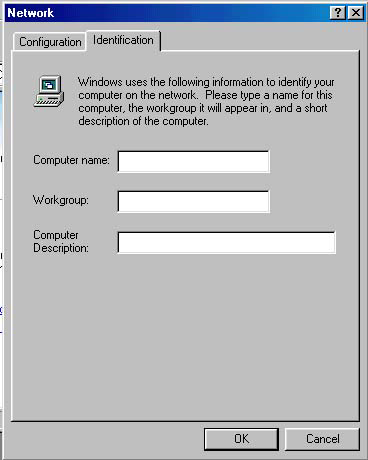 Network
Configuration Identification
Windows uses the following information to identify your
computer on the network. Please type a name for this
computer, the workgroup it will appear in, and a short
description of the computer.
Computer name:
Workgroup:
Computer
Description:
OK Cancel